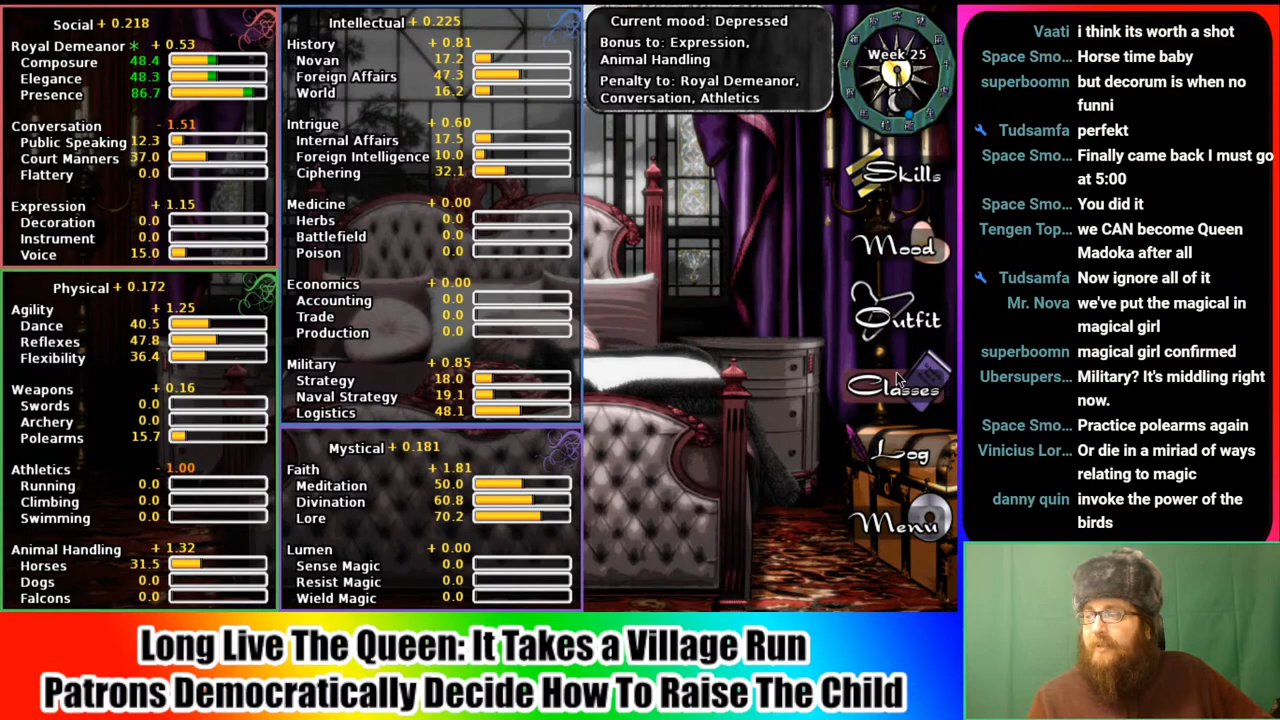 Social + 0.218
Royal Demeanor ✳ + 0.53
Composure 48.4
Elegance 48.3
Presence 86.7
Conversation - 1.51
Public Speaking 12.3
Court Manners 37.0
Flattery 0.0
Expression + 1.15
Decoration 0.0
Instrument 0.0
Voice 15.0
Physical + 0.172
Agility + 1.25
Dance 40.5
Reflexes 47.8
Flexibility 36.4
Weapons + 0.16
Swords 0.0
Archery 0.0
Polearms 15.7
Athletics - 1.00
Running 0.0
Climbing 0.0
Swimming 0.0
Animal Handling + 1.32
Horses 31.5
Dogs 0.0
Falcons 0.0
Intellectual + 0.225
History + 0.81
Novan 17.2
Foreign Affairs 47.3
World 16.2
Intrigue + 0.60
Internal Affairs 17.5
Foreign Intelligence 10.0
Ciphering 32.1
Medicine + 0.00
Herbs 0.0
Battlefield 0.0
Poison 0.0
Economics + 0.00
Accounting 0.0
Trade 0.0
Production 0.0
Military + 0.85
Strategy 18.0
Naval Strategy 19.1
Logistics 48.1
Mystical + 0.181
Faith + 1.81
Meditation 50.0
Divination 60.8
Lore 70.2
Lumen + 0.00
Sense Magic 0.0
Resist Magic 0.0
Wield Magic 0.0
Current mood: Depressed
Bonus to: Expression,
Animal Handling
Penalty to: Royal Demeanor,
Conversation, Athletics
Week 25
Skills
Mood
Outfit
Classes
Log
Menu
Vaati i think its worth a shot
Space Smo... Horse time baby
superboomn but decorum is when no
funni
Tudsamfa perfekt
Space Smo... Finally came back I must go
at 5:00
Space Smo... You did it
Tengen Top... we CAN become Queen
Madoka after all
Tudsamfa Now ignore all of it
Mr. Nova we've put the magical in
magical girl
superboomn magical girl confirmed
Ubersupers... Military? It's middling right
now.
Space Smo... Practice polearms again
Vinicius Lor... Or die in a miriad of ways
relating to magic
danny quin invoke the power of the
birds
Long Live The Queen: It Takes a Village Run
Patrons Democratically Decide How To Raise The Child